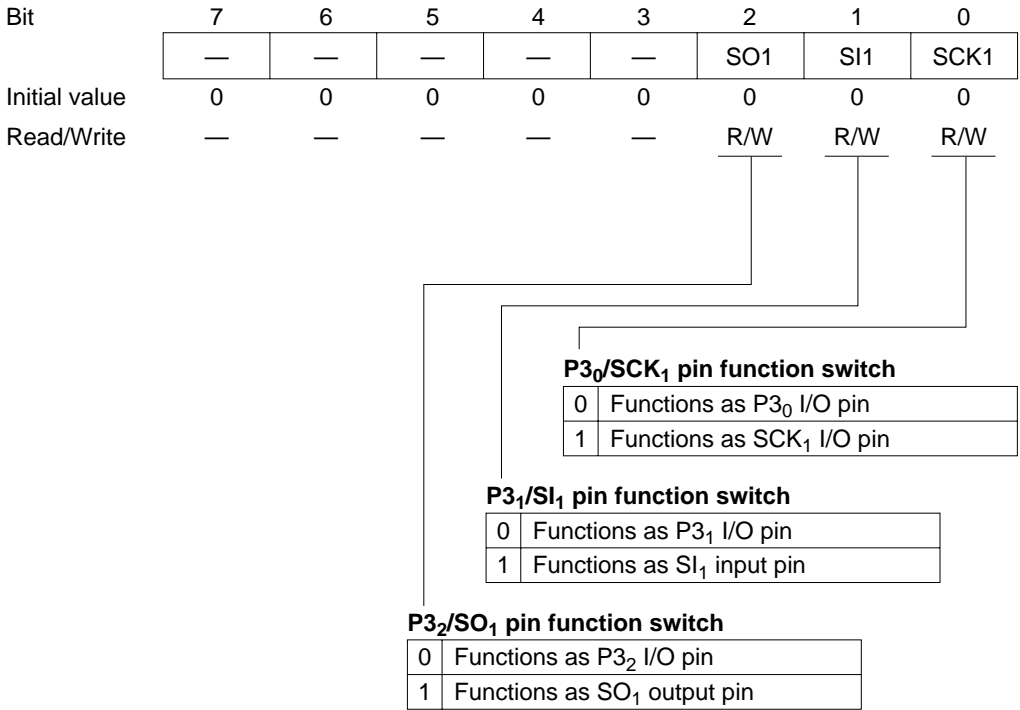 Bit 7 6 5 4 3 2 1 0
— — — — — SO1 SI1 SCK1
Initial value 0 0 0 0 0 0 0 0
Read/Write — — — — — R/W R/W R/W
P3₀/SCK₁ pin function switch
0 Functions as P3₀ I/O pin
1 Functions as SCK₁ I/O pin
P3₁/SI₁ pin function switch
0 Functions as P3₁ I/O pin
1 Functions as SI₁ input pin
P3₂/SO₁ pin function switch
0 Functions as P3₂ I/O pin
1 Functions as SO₁ output pin